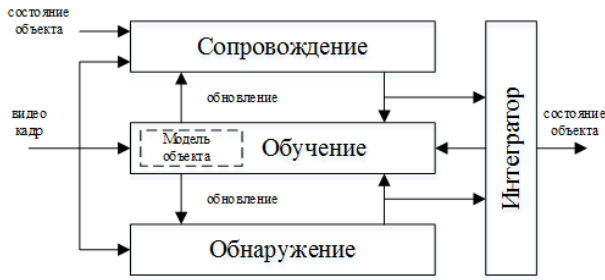 состояние
объекта
Сопровождение
обновление
видео
кадр
Модель
объекта
Обучение
Интегратор
состояние
объекта
обновление
Обнаружение